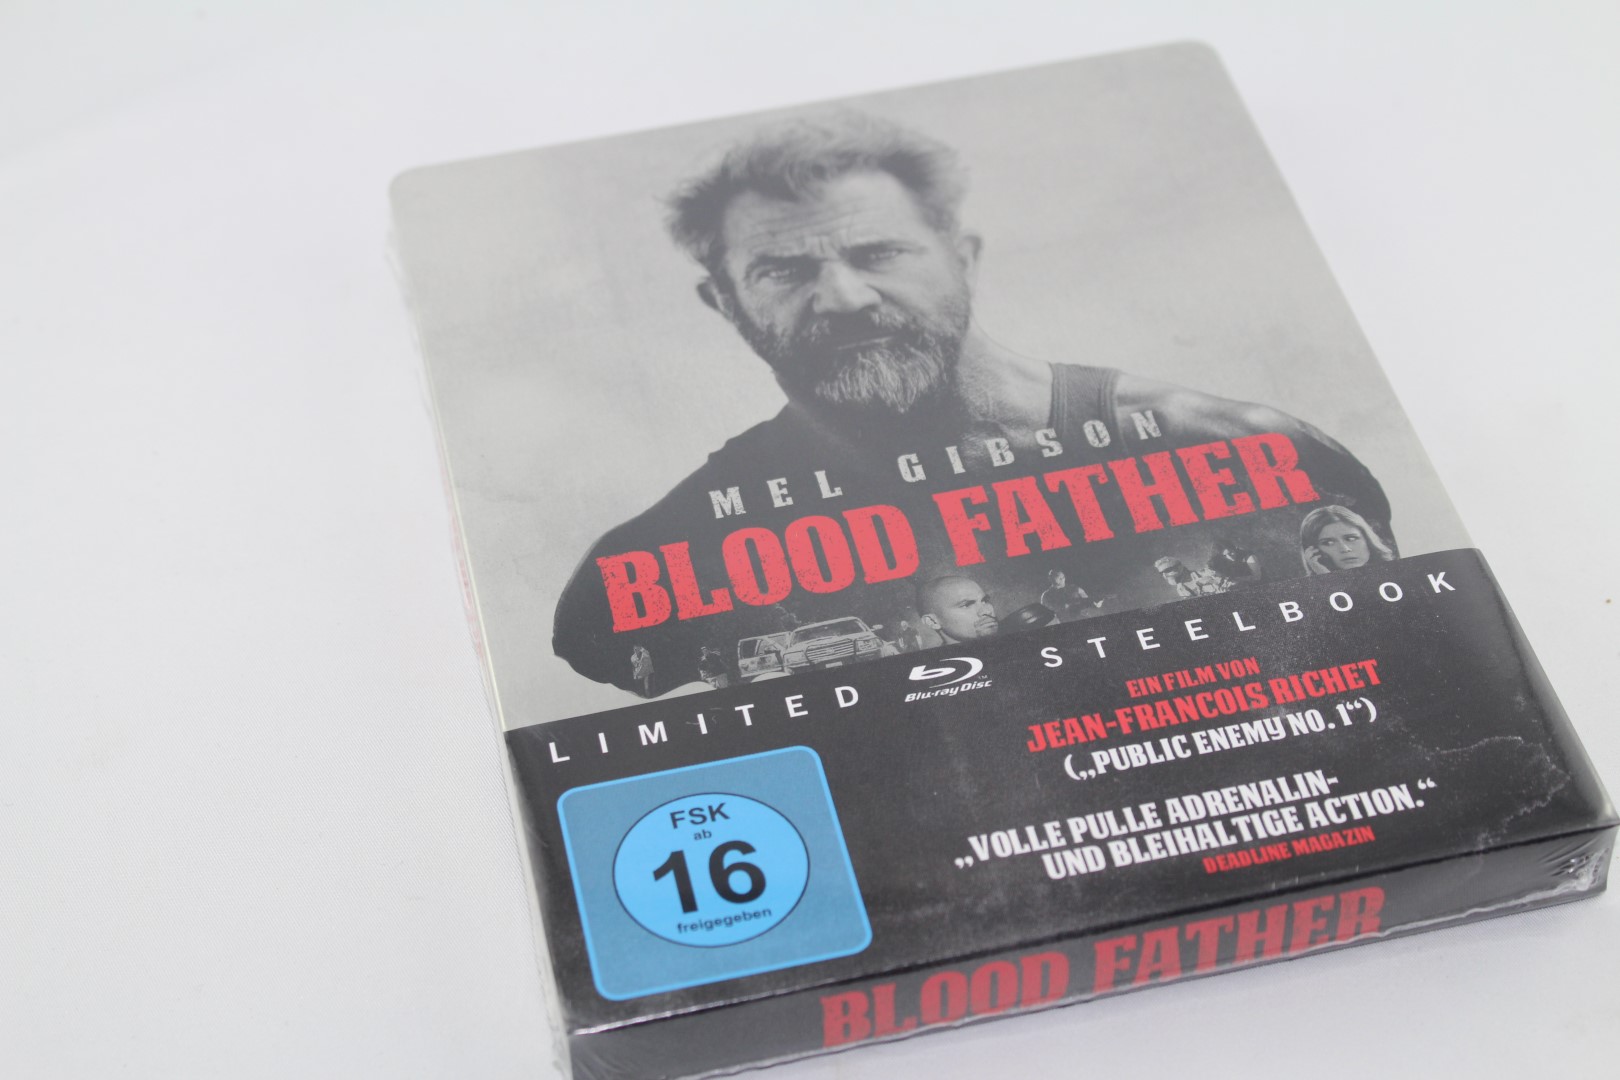 MEL GIBSON
BLOOD FATHER
LIMITED Blu-ray Disc™ STEELBOOK
EIN FILM VON
JEAN-FRANCOIS RICHET
(„PUBLIC ENEMY NO. 1“)
„VOLLE PULLE ADRENALIN-
UND BLEIHALTIGE ACTION.“
DEADLINE MAGAZIN
FSK
ab
16
freigegeben
BLOOD FATHER